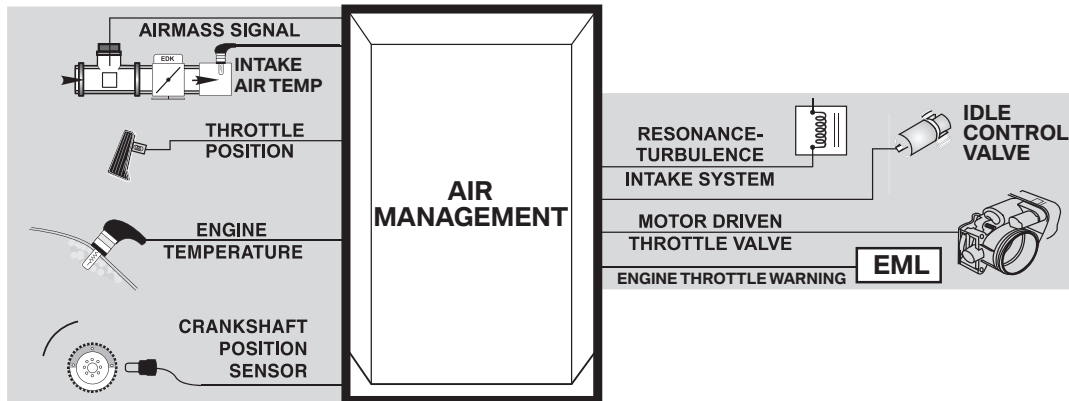 AIRMASS SIGNAL
EDK
INTAKE
AIR TEMP
THROTTLE
POSITION
ENGINE
TEMPERATURE
CRANKSHAFT
POSITION
SENSOR
AIR
MANAGEMENT
RESONANCE-
TURBULENCE
INTAKE SYSTEM
IDLE
CONTROL
VALVE
MOTOR DRIVEN
THROTTLE VALVE
ENGINE THROTTLE WARNING
EML